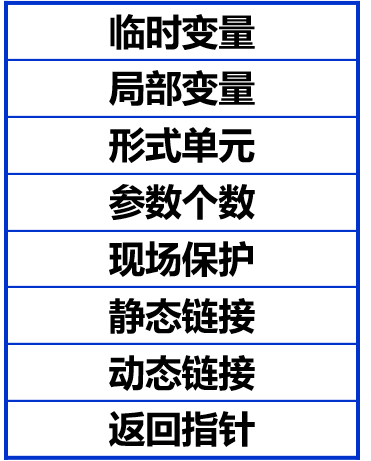 临时变量
局部变量
形式单元
参数个数
现场保护
静态链接
动态链接
返回指针